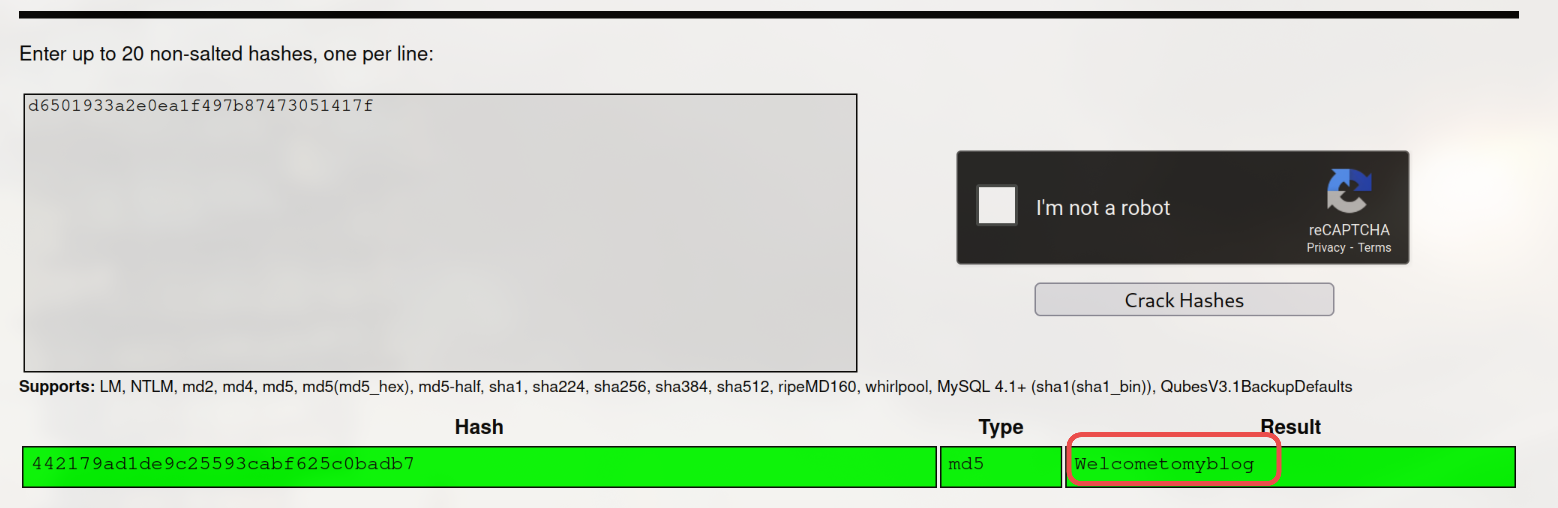 Enter up to 20 non-salted hashes, one per line:
d6501933a2e0ea1f497b87473051417f
I'm not a robot
reCAPTCHA
Privacy - Terms
Crack Hashes
Supports: LM, NTLM, md2, md4, md5, md5(md5_hex), md5-half, sha1, sha224, sha256, sha384, sha512, ripeMD160, whirlpool, MySQL 4.1+ (sha1(sha1_bin)), QubesV3.1BackupDefaults
Hash Type Result
442179ad1de9c25593cabf625c0badb7 md5 Welcometomyblog